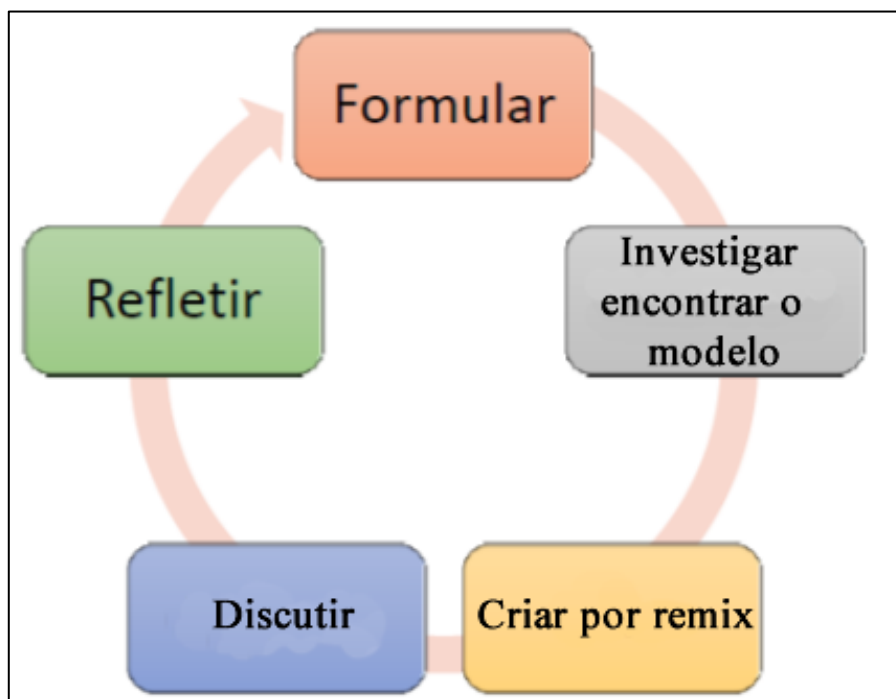 Formular
Investigar
encontrar o
modelo
Criar por remix
Discutir
Refletir